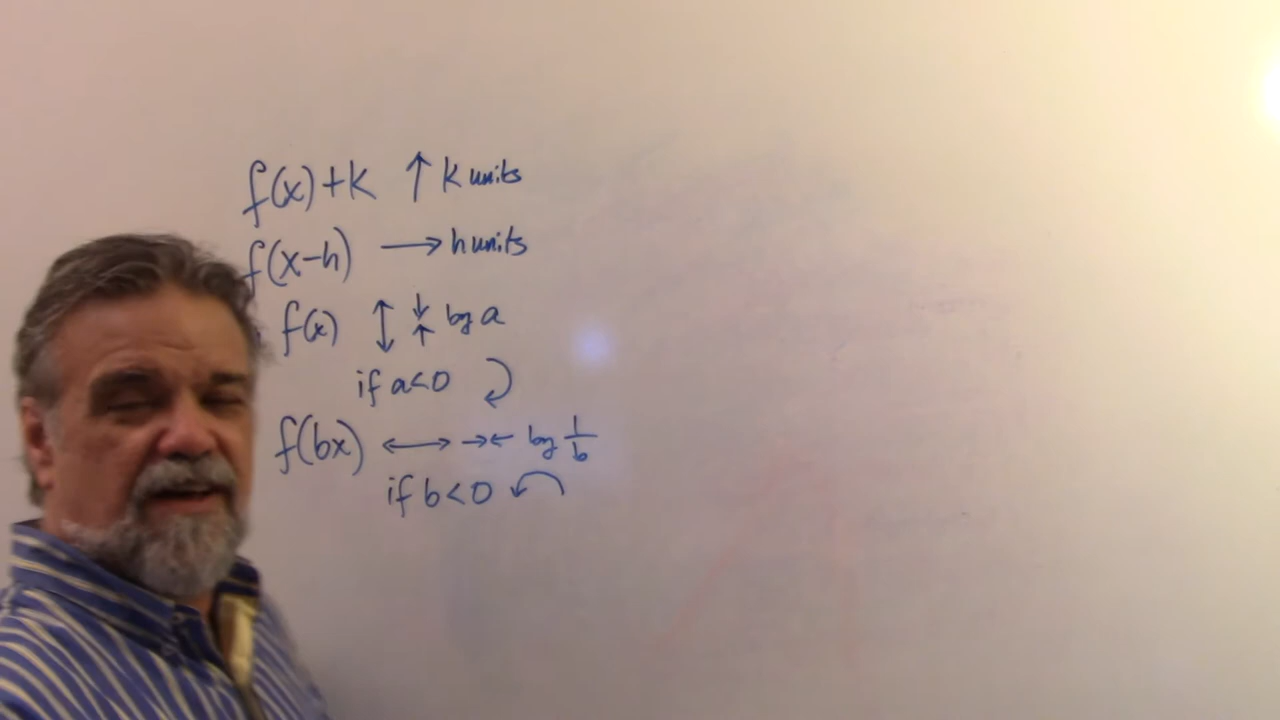 f(x)+k ↑ k units
f(x-h) → h units
f(x) ↕ ↓↑ by a
if a<0 ⤵
f(bx) ↔ →← by 1/b
if b<0 ↶